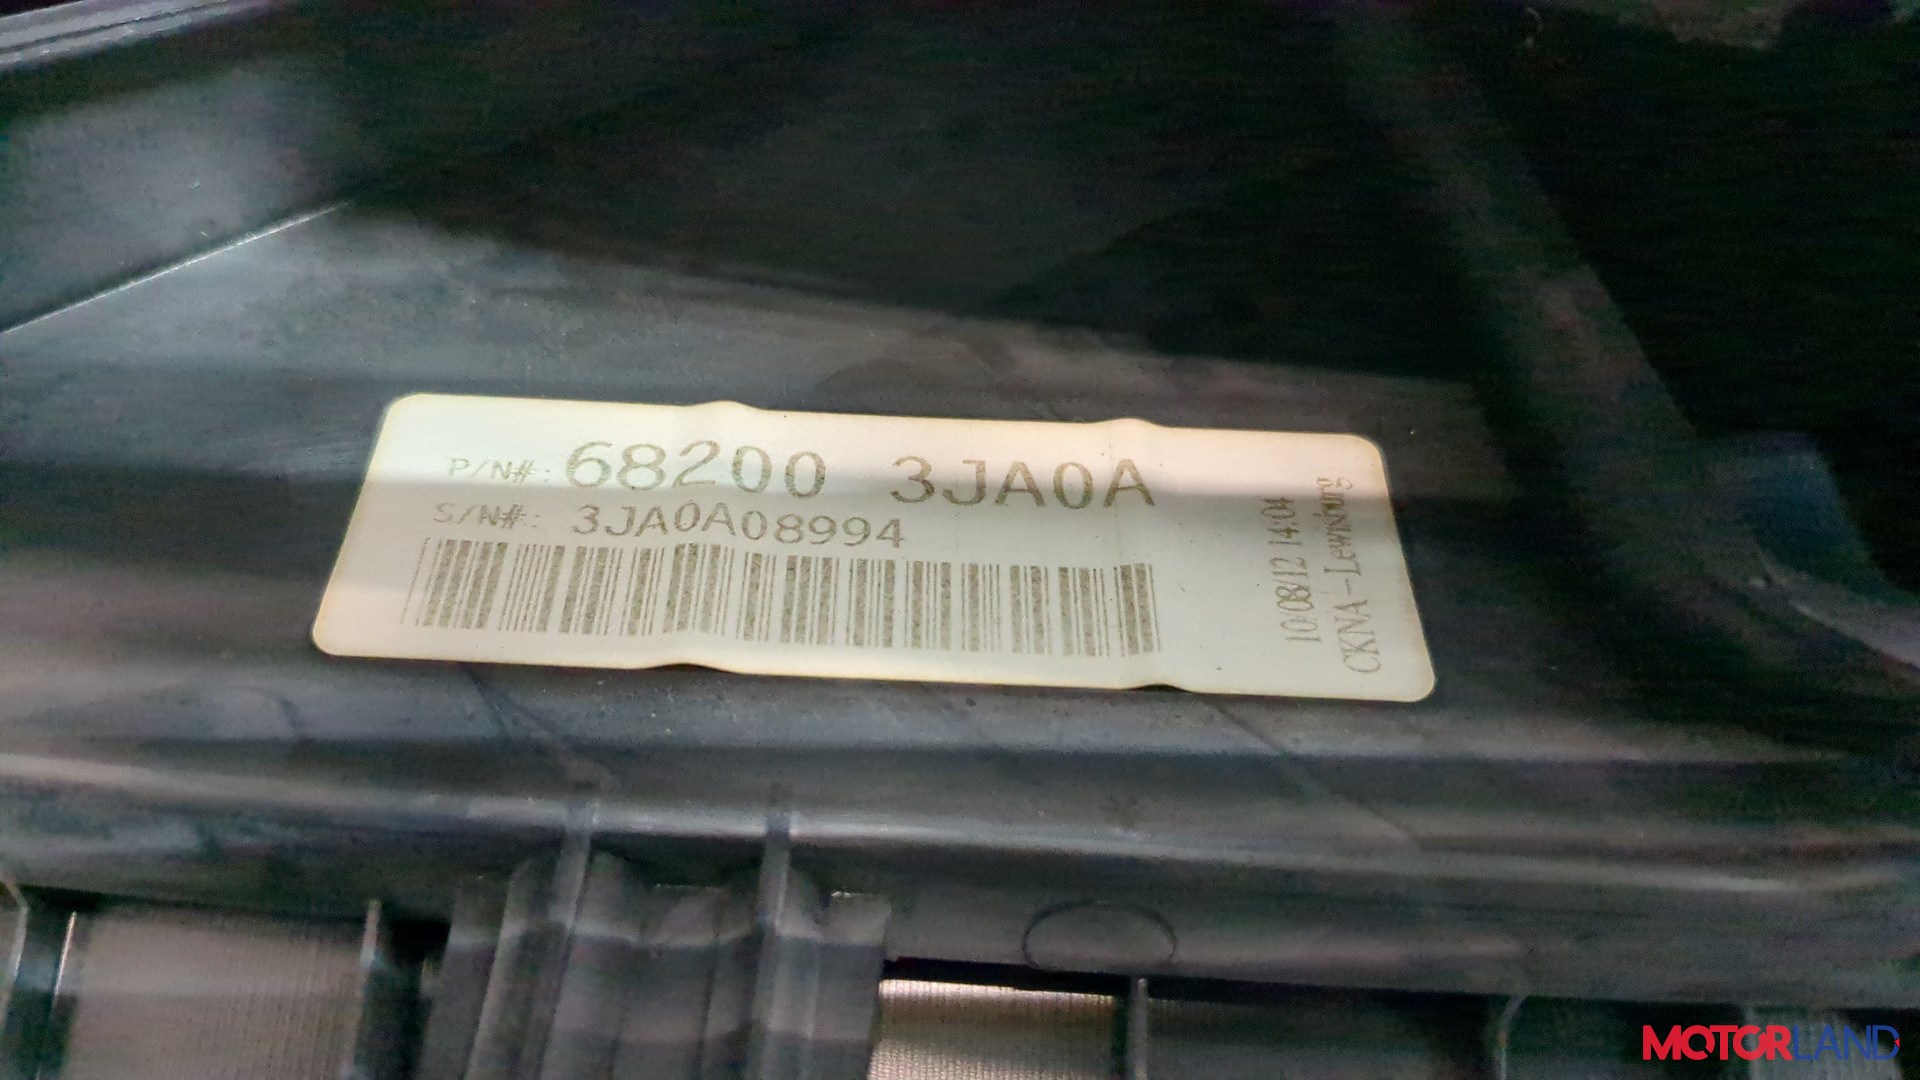 P/N#: 68200 3JA0A
S/N#: 3JA0A08994
10/08/12 14:04
CKNA-Lewisburg
MOTORLAND